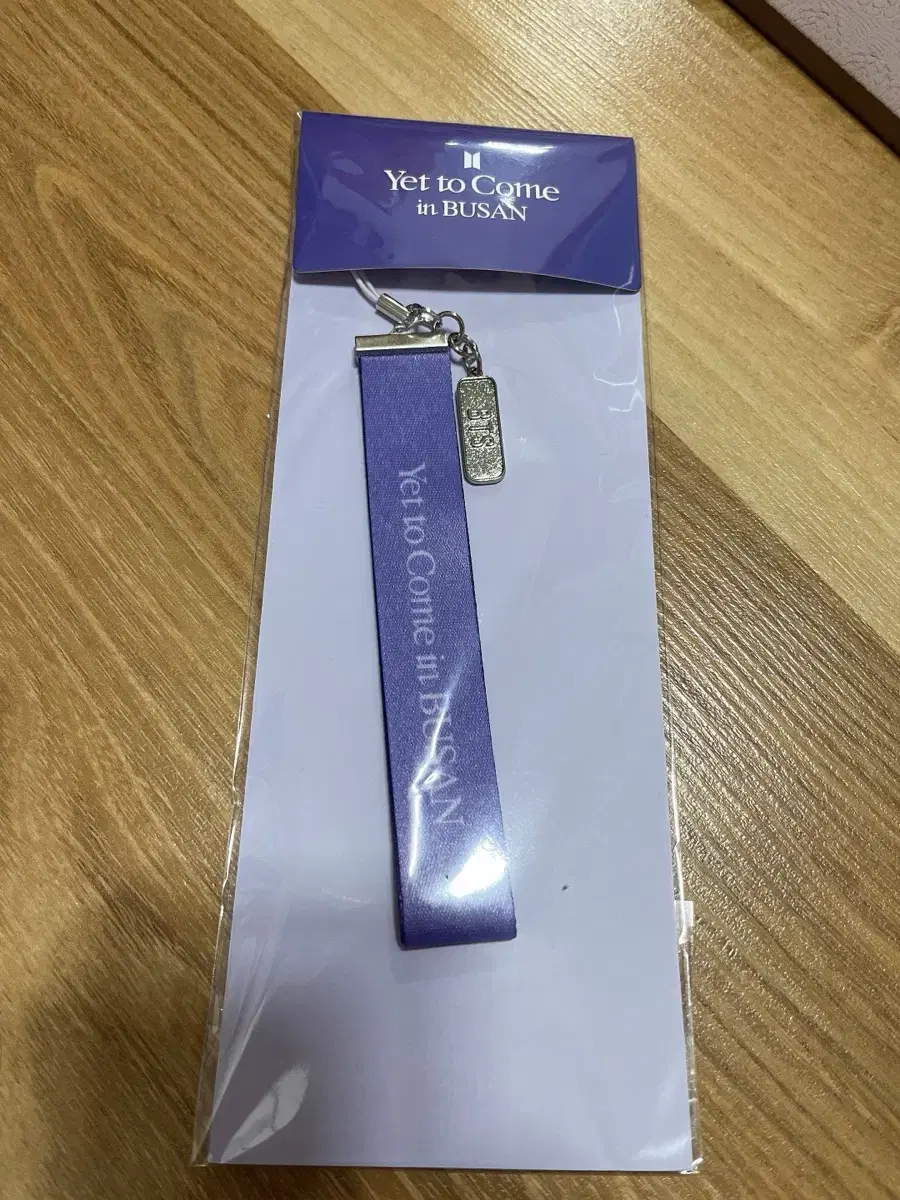 Yet to Come
in BUSAN
BTS
Yet to Come in BUSAN